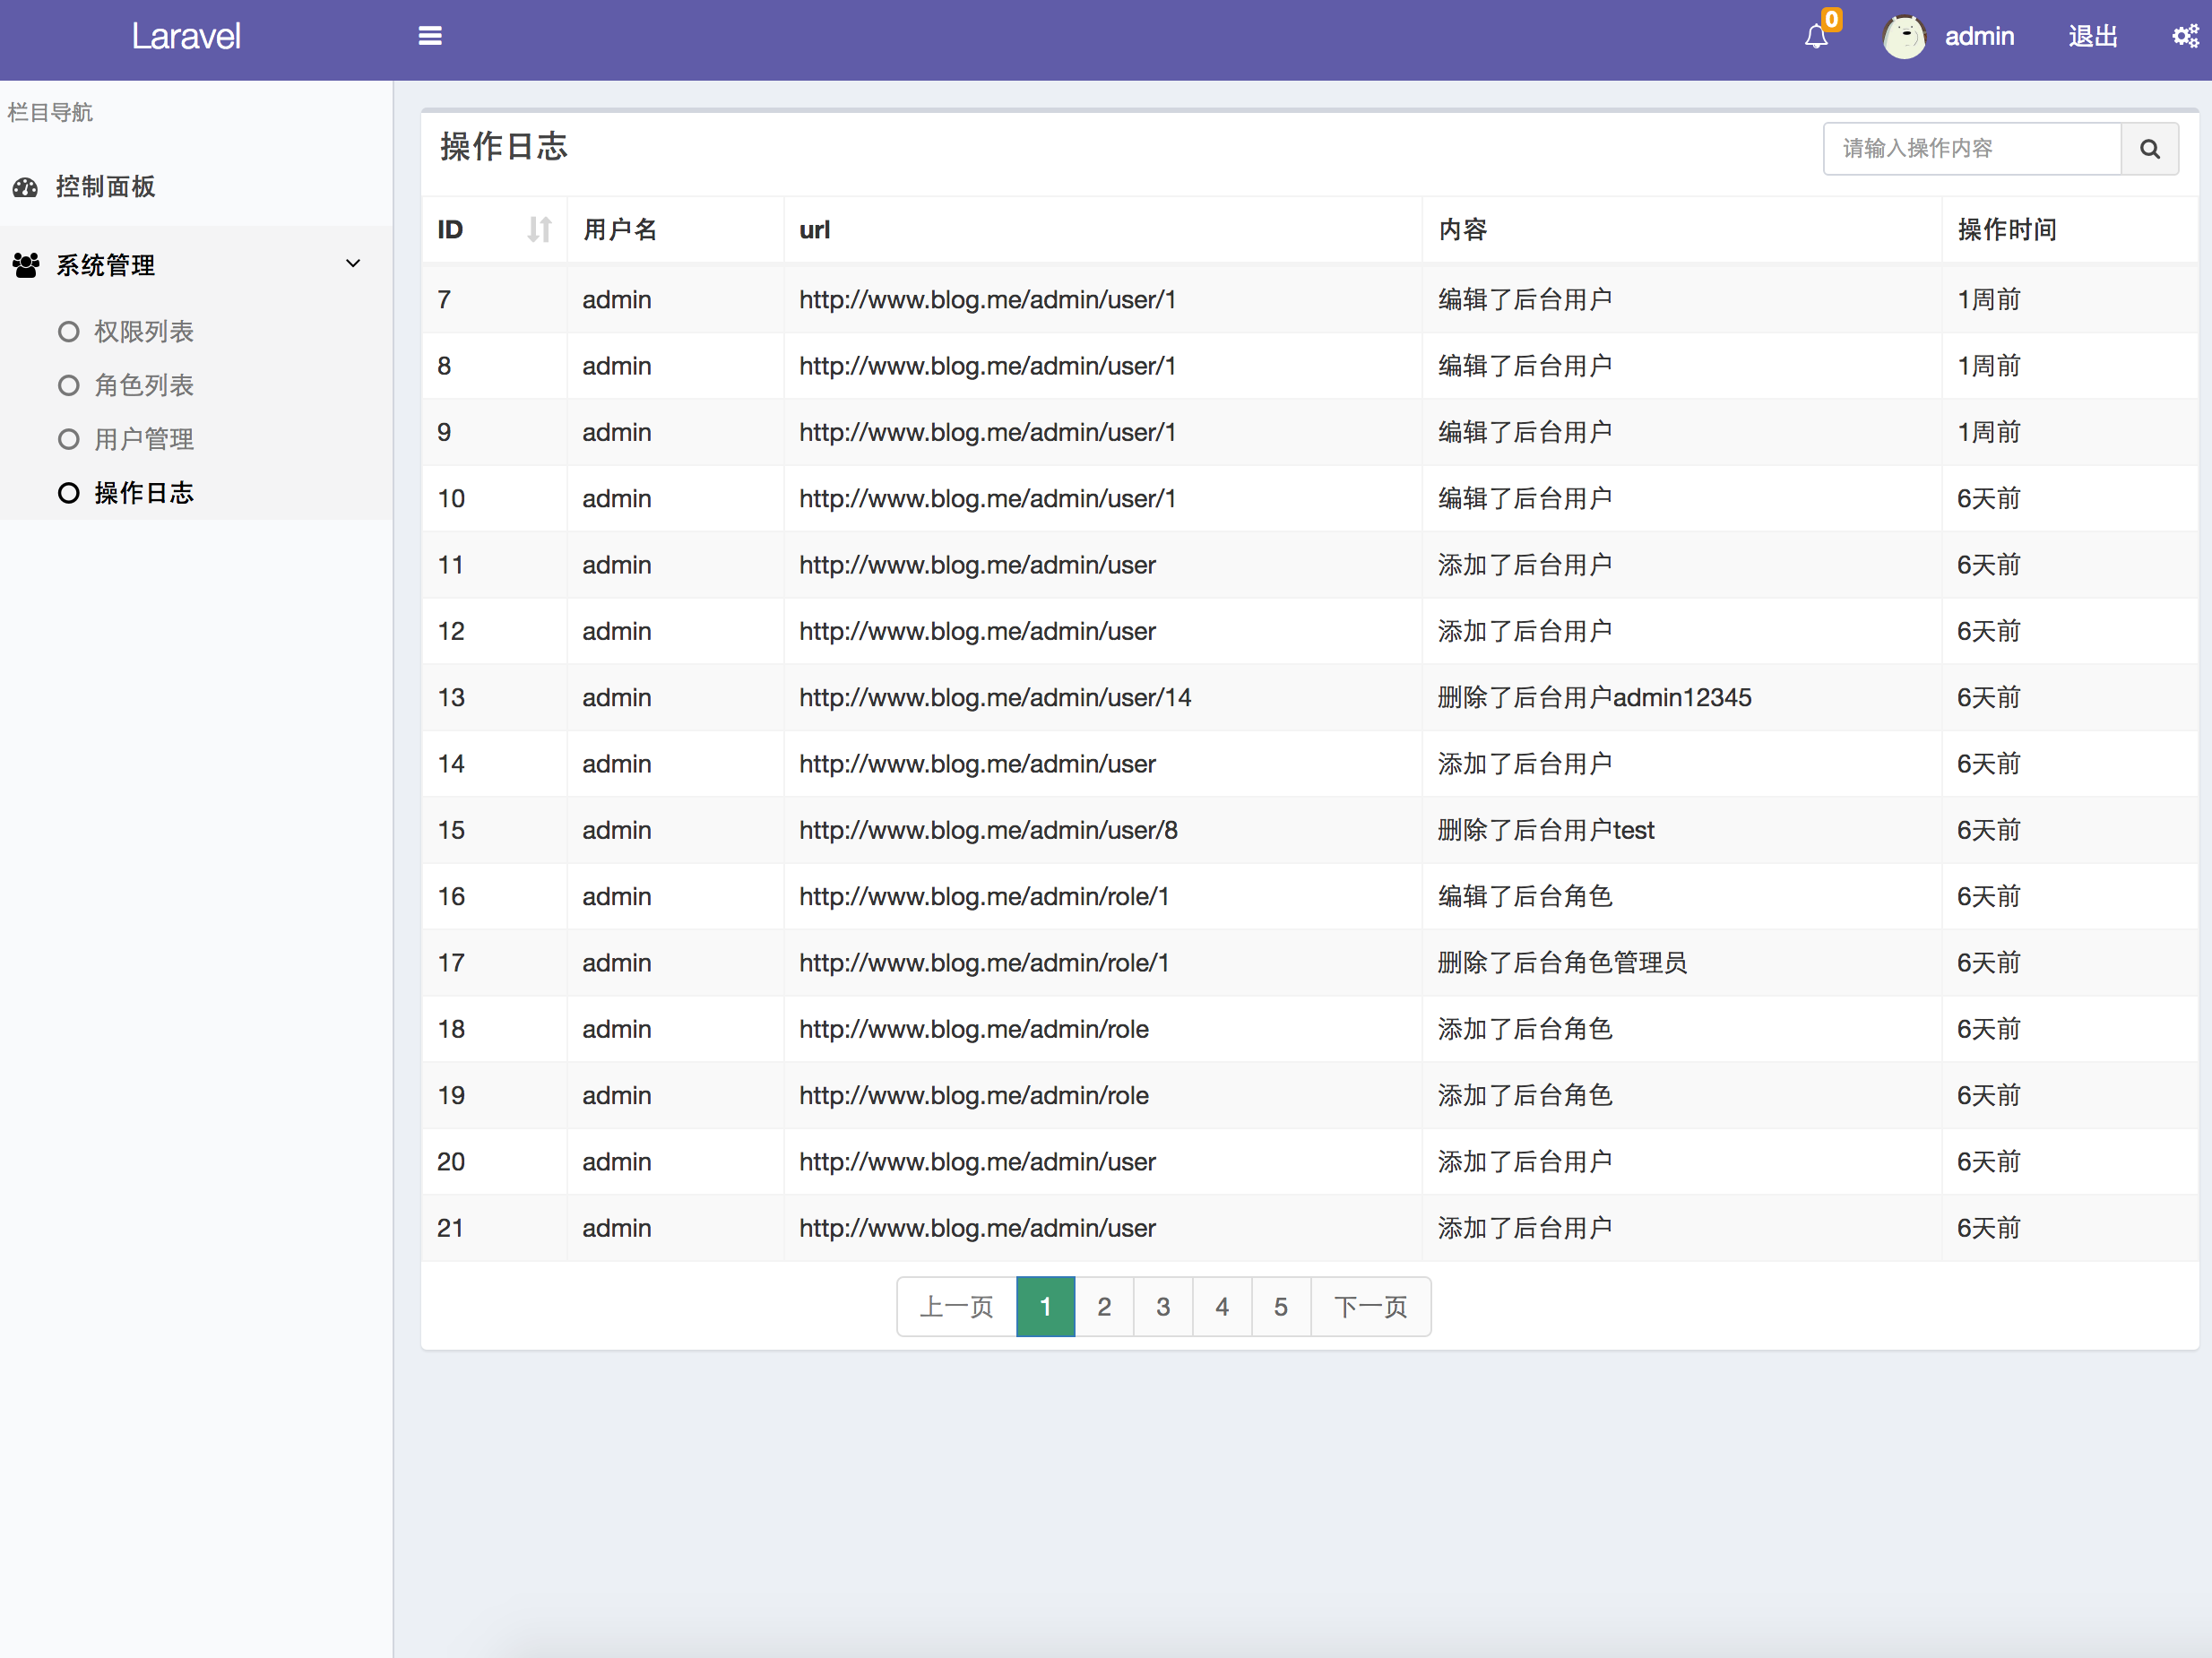 Laravel
0
admin
退出
栏目导航
控制面板
系统管理
权限列表
角色列表
用户管理
操作日志
操作日志
请输入操作内容
ID 用户名 url 内容 操作时间
7 admin http://www.blog.me/admin/user/1 编辑了后台用户 1周前
8 admin http://www.blog.me/admin/user/1 编辑了后台用户 1周前
9 admin http://www.blog.me/admin/user/1 编辑了后台用户 1周前
10 admin http://www.blog.me/admin/user/1 编辑了后台用户 6天前
11 admin http://www.blog.me/admin/user 添加了后台用户 6天前
12 admin http://www.blog.me/admin/user 添加了后台用户 6天前
13 admin http://www.blog.me/admin/user/14 删除了后台用户admin12345 6天前
14 admin http://www.blog.me/admin/user 添加了后台用户 6天前
15 admin http://www.blog.me/admin/user/8 删除了后台用户test 6天前
16 admin http://www.blog.me/admin/role/1 编辑了后台角色 6天前
17 admin http://www.blog.me/admin/role/1 删除了后台角色管理员 6天前
18 admin http://www.blog.me/admin/role 添加了后台角色 6天前
19 admin http://www.blog.me/admin/role 添加了后台角色 6天前
20 admin http://www.blog.me/admin/user 添加了后台用户 6天前
21 admin http://www.blog.me/admin/user 添加了后台用户 6天前
上一页 1 2 3 4 5 下一页